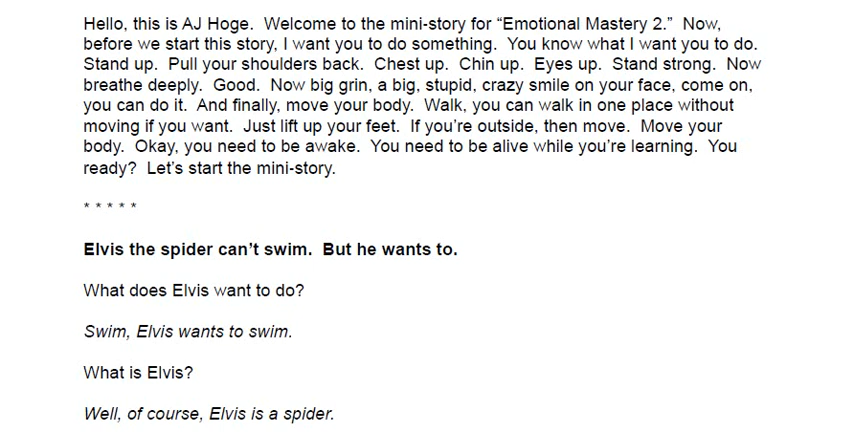 Hello, this is AJ Hoge.  Welcome to the mini-story for “Emotional Mastery 2.”  Now,
before we start this story, I want you to do something.  You know what I want you to do.
Stand up.  Pull your shoulders back.  Chest up.  Chin up.  Eyes up.  Stand strong.  Now
breathe deeply.  Good.  Now big grin, a big, stupid, crazy smile on your face, come on,
you can do it.  And finally, move your body.  Walk, you can walk in one place without
moving if you want.  Just lift up your feet.  If you’re outside, then move.  Move your
body.  Okay, you need to be awake.  You need to be alive while you’re learning.  You
ready?  Let’s start the mini-story.
* * * * *
Elvis the spider can’t swim.  But he wants to.
What does Elvis want to do?
Swim, Elvis wants to swim.
What is Elvis?
Well, of course, Elvis is a spider.